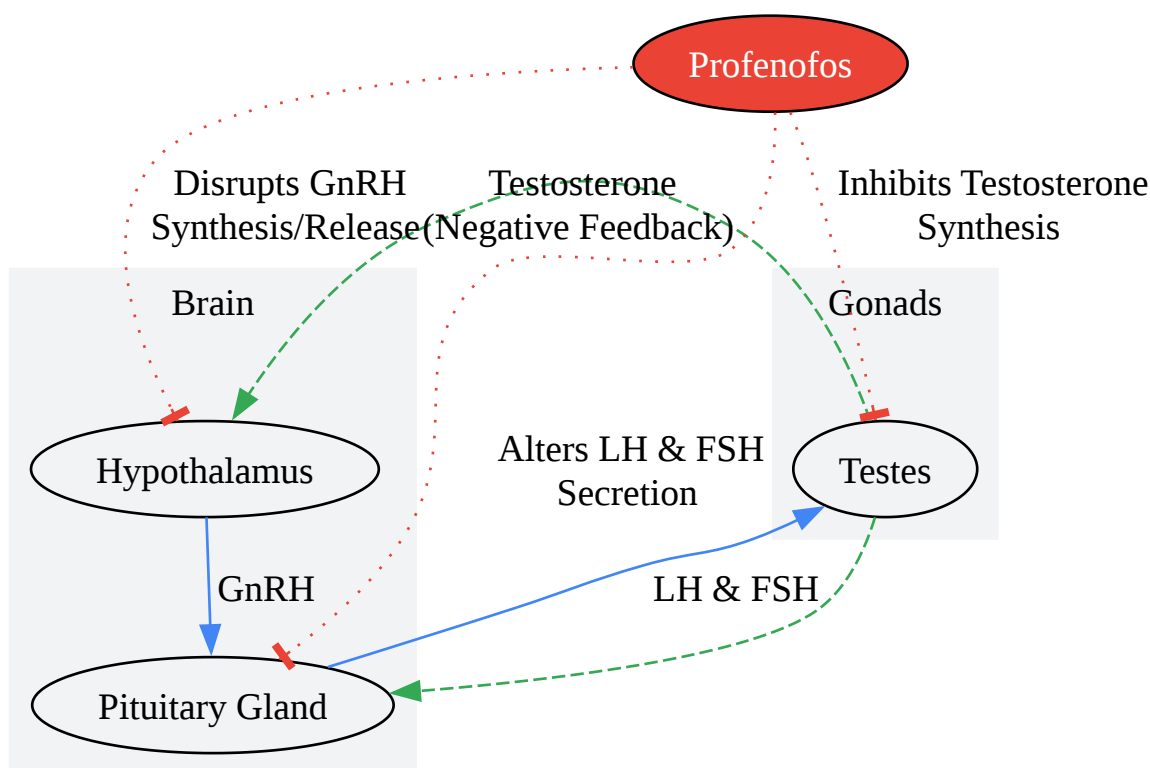 Profenofos
Disrupts GnRH
Synthesis/Release
Testosterone
(Negative Feedback)
Inhibits Testosterone
Synthesis
Brain
Gonads
Hypothalamus
Alters LH & FSH
Secretion
Testes
GnRH
LH & FSH
Pituitary Gland